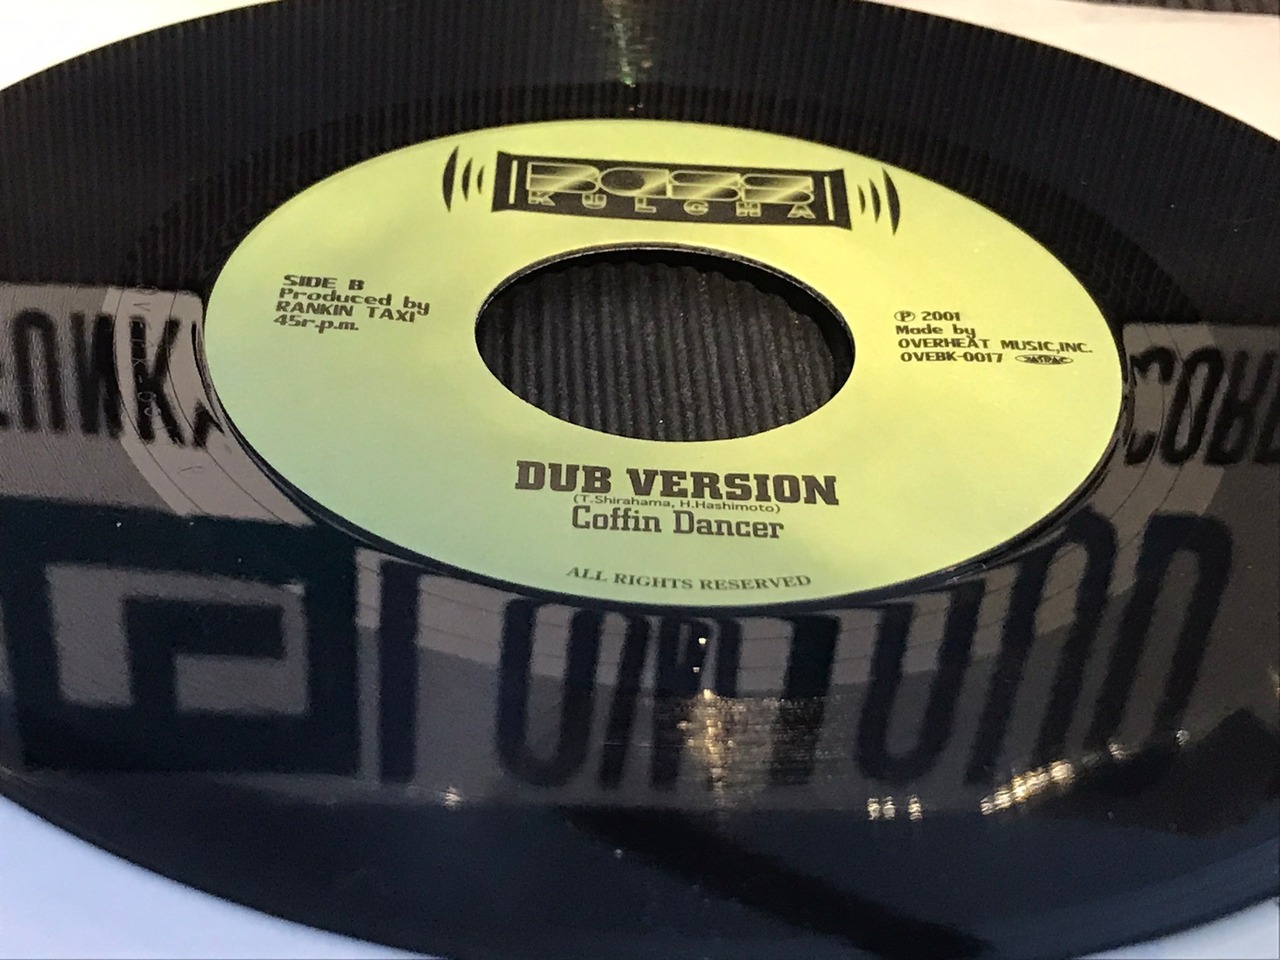 BASS
KULCHA
SIDE B
Produced by
RANKIN TAXI
45r.p.m.
Ⓟ 2001
Made by
OVERHEAT MUSIC,INC.
OVEBK-0017 JASRAC
DUB VERSION
(T.Shirahama, H.Hashimoto)
Coffin Dancer
ALL RIGHTS RESERVED